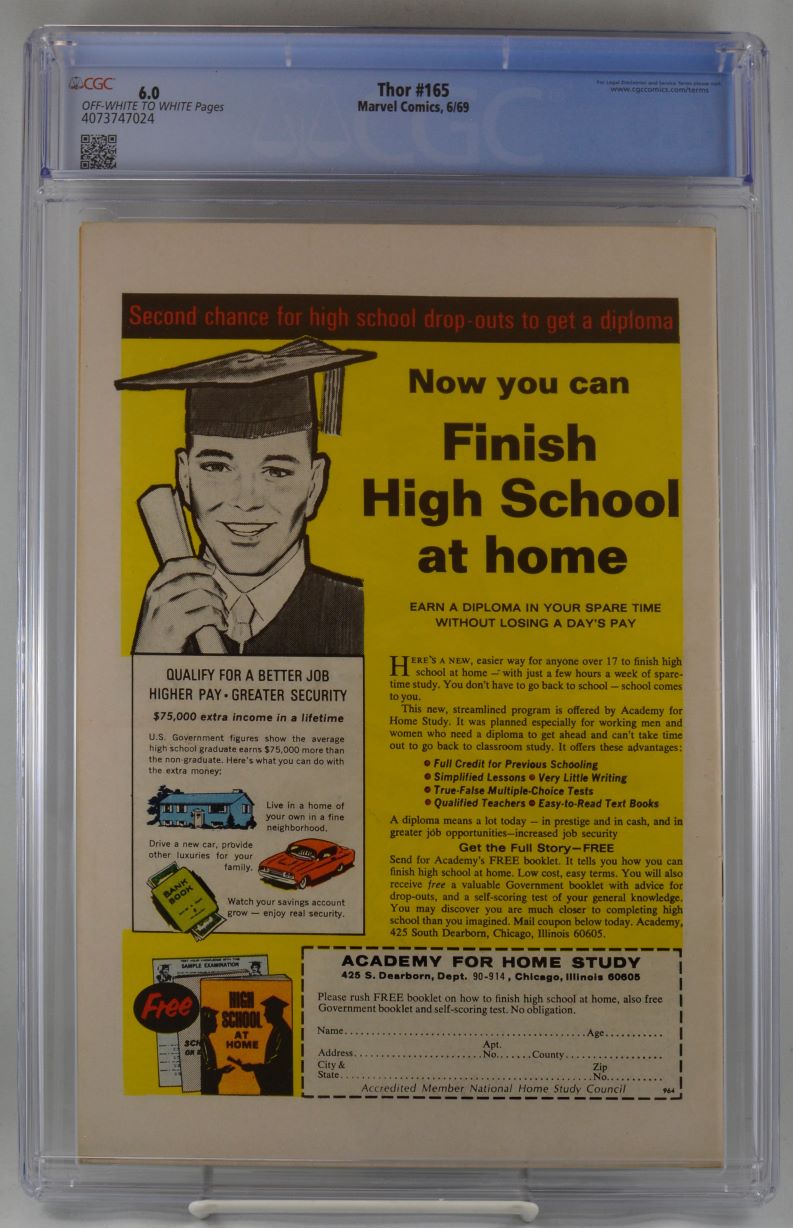 CGC
6.0
OFF-WHITE TO WHITE Pages
4073747024
Thor #165
Marvel Comics, 6/69
For Legal Disclaimer and Service Terms please visit:
www.cgccomics.com/terms
CGC
Second chance for high school drop-outs to get a diploma
Now you can
Finish
High School
at home
EARN A DIPLOMA IN YOUR SPARE TIME
WITHOUT LOSING A DAY'S PAY
QUALIFY FOR A BETTER JOB
HIGHER PAY • GREATER SECURITY
$75,000 extra income in a lifetime
U.S. Government figures show the average
high school graduate earns $75,000 more than
the non-graduate. Here's what you can do with
the extra money:
Live in a home of
your own in a fine
neighborhood.
Drive a new car, provide
other luxuries for your
family.
BANK
BOOK
Watch your savings account
grow — enjoy real security.
HERE'S A NEW, easier way for anyone over 17 to finish high
school at home — with just a few hours a week of spare-
time study. You don't have to go back to school — school comes
to you.
This new, streamlined program is offered by Academy for
Home Study. It was planned especially for working men and
women who need a diploma to get ahead and can't take time
out to go back to classroom study. It offers these advantages:
• Full Credit for Previous Schooling
• Simplified Lessons • Very Little Writing
• True-False Multiple-Choice Tests
• Qualified Teachers • Easy-to-Read Text Books
A diploma means a lot today — in prestige and in cash, and in
greater job opportunities—increased job security
Get the Full Story—FREE
Send for Academy's FREE booklet. It tells you how you can
finish high school at home. Low cost, easy terms. You will also
receive free a valuable Government booklet with advice for
drop-outs, and a self-scoring test of your general knowledge.
You may discover you are much closer to completing high
school than you imagined. Mail coupon below today. Academy,
425 South Dearborn, Chicago, Illinois 60605.
SAMPLE EXAMINATION
Free
HIGH
SCHOOL
AT
HOME
ACADEMY FOR HOME STUDY
425 S. Dearborn, Dept. 90-914, Chicago, Illinois 60605
Please rush FREE booklet on how to finish high school at home, also free
Government booklet and self-scoring test. No obligation.
Name Age
Apt.
Address No. County
City & Zip
State No.
Accredited Member, National Home Study Council 964